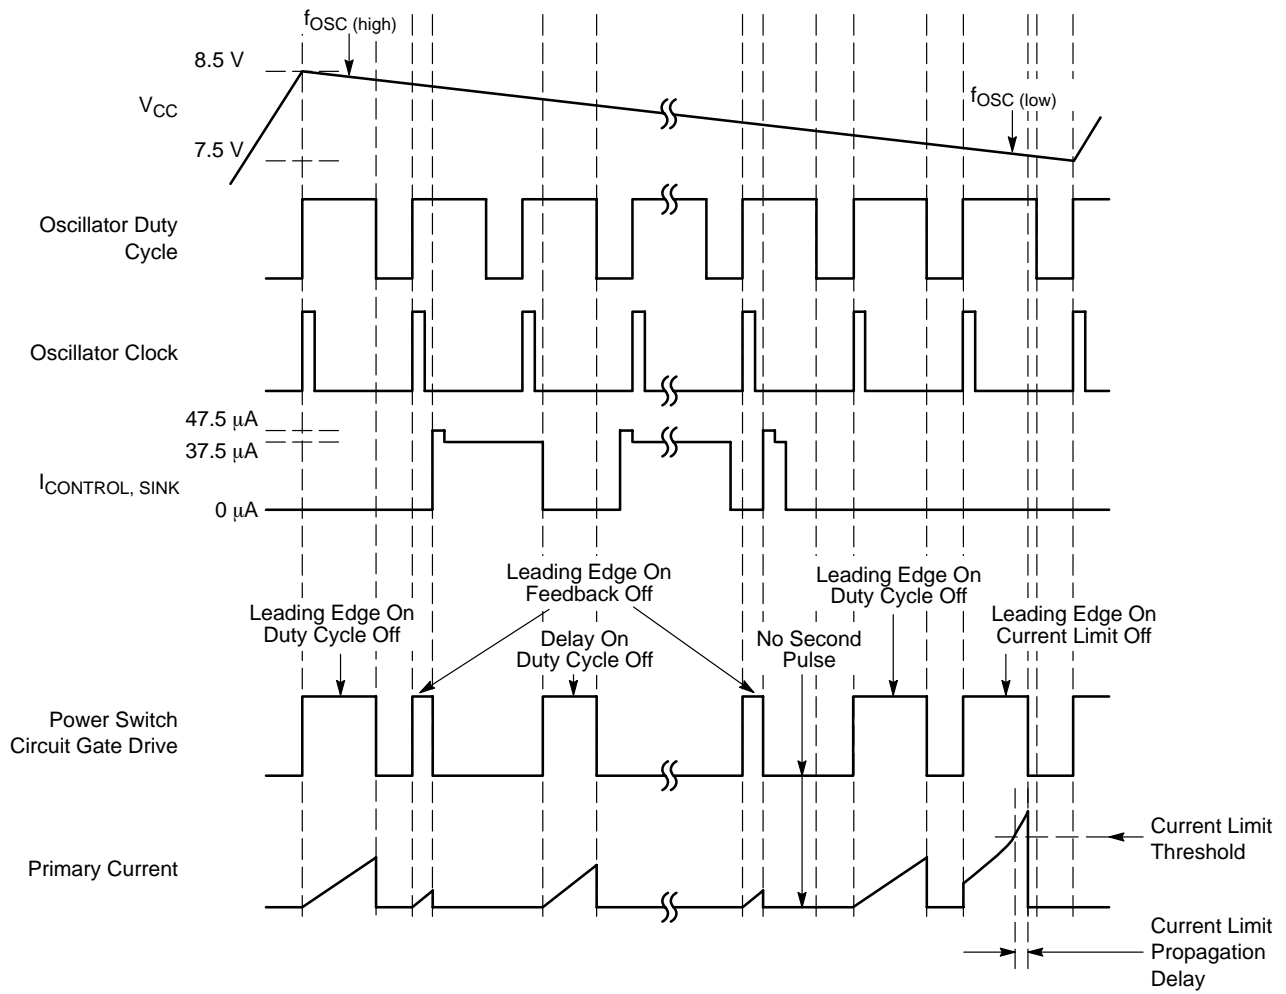 fOSC (high)
8.5 V
VCC
fOSC (low)
7.5 V
Oscillator Duty
Cycle
Oscillator Clock
47.5 μA
37.5 μA
ICONTROL, SINK
0 μA
Leading Edge On
Duty Cycle Off
Leading Edge On
Feedback Off
Delay On
Duty Cycle Off
No Second
Pulse
Leading Edge On
Duty Cycle Off
Leading Edge On
Current Limit Off
Power Switch
Circuit Gate Drive
Primary Current
Current Limit
Threshold
Current Limit
Propagation
Delay